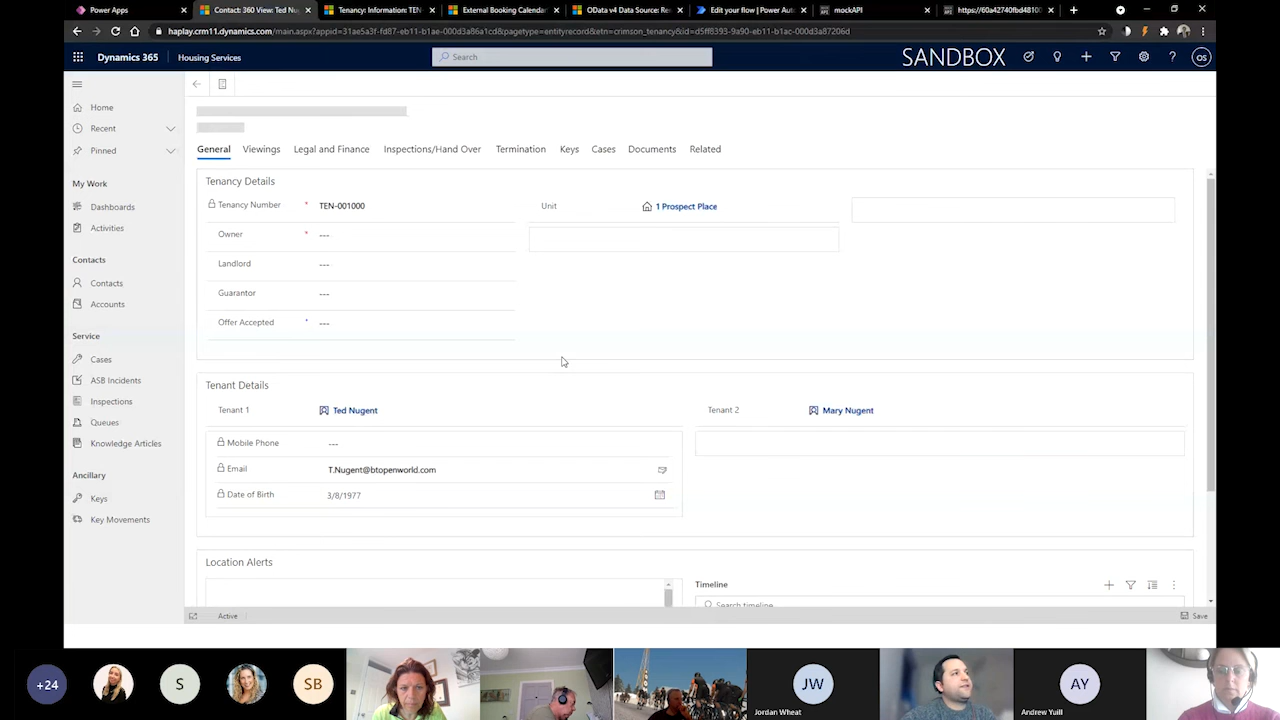 Power Apps
Contact: 360 View: Ted Nu
Tenancy: Information: TEN
External Booking Calendar
OData v4 Data Source: Re
Edit your flow | Power Aut
mockAPI
https://60a42740fbd48100
haplay.crm11.dynamics.com/main.aspx?appid=31ae5a3f-fd87-eb11-b1ac-000d3a86a1cd&pagetype=entityrecord&etn=crimson_tenancy&id=d5ff8393-9a90-eb11-b1ac-000d3a87206d
Dynamics 365
Housing Services
Search
SANDBOX
OS
Home
Recent
Pinned
My Work
Dashboards
Activities
Contacts
Contacts
Accounts
Service
Cases
ASB Incidents
Inspections
Queues
Knowledge Articles
Ancillary
Keys
Key Movements
General Viewings Legal and Finance Inspections/Hand Over Termination Keys Cases Documents Related
Tenancy Details
Tenancy Number * TEN-001000
Unit 1 Prospect Place
Owner * ---
Landlord ---
Guarantor ---
Offer Accepted * ---
Tenant Details
Tenant 1 Ted Nugent
Tenant 2 Mary Nugent
Mobile Phone ---
Email T.Nugent@btopenworld.com
Date of Birth 3/8/1977
Location Alerts
Timeline
Search timeline
Active
Save
+24
S
SB
JW
Jordan Wheat
AY
Andrew Yuill